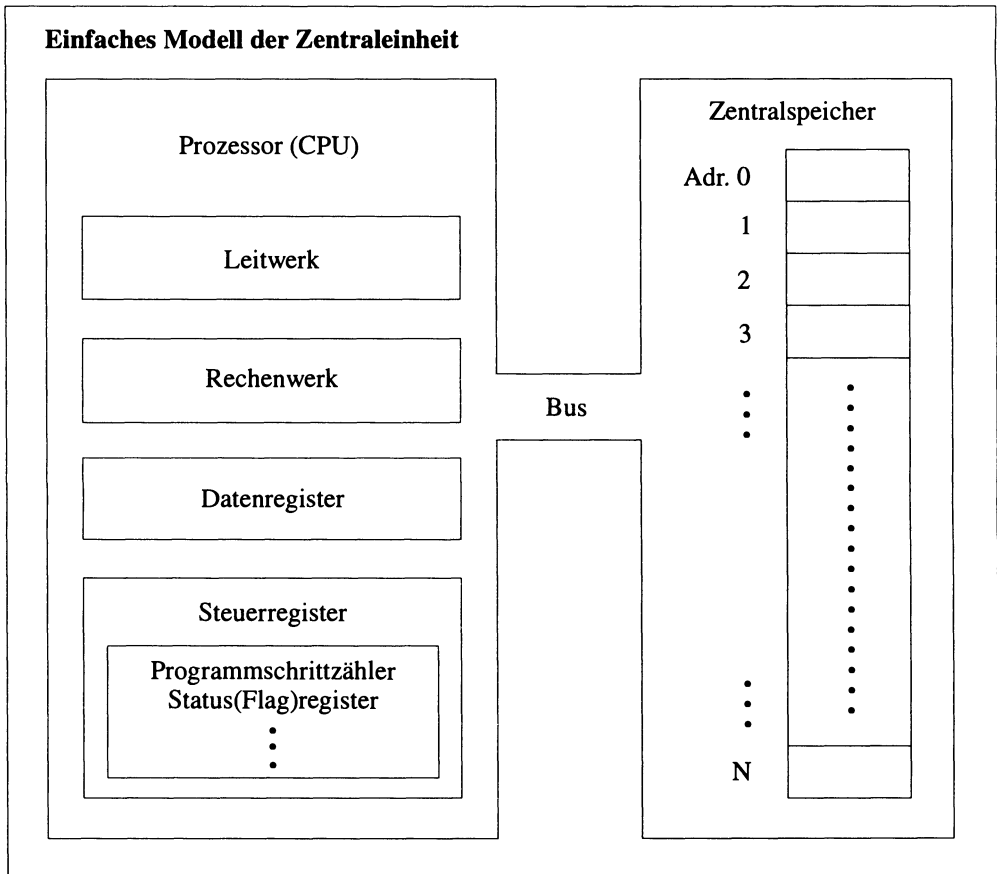 Einfaches Modell der Zentraleinheit
Prozessor (CPU)
Leitwerk
Rechenwerk
Datenregister
Steuerregister
Programmschrittzähler
Status(Flag)register
Bus
Zentralspeicher
Adr. 0
1
2
3
N